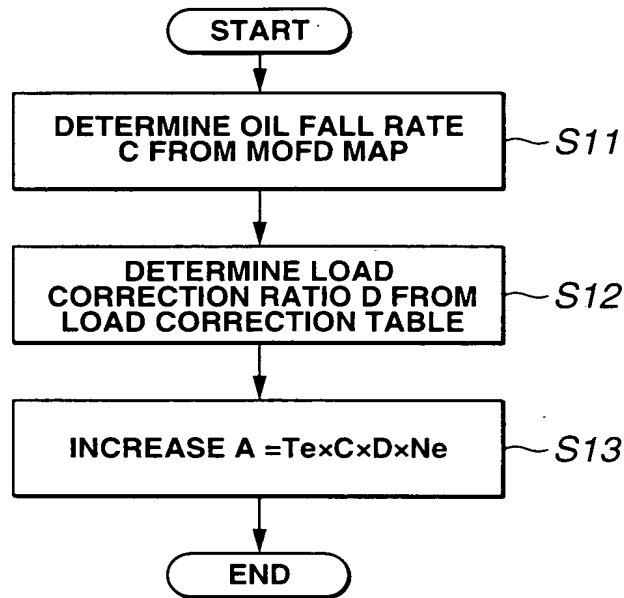 START
DETERMINE OIL FALL RATE
C FROM MOFD MAP
S11
DETERMINE LOAD
CORRECTION RATIO D FROM
LOAD CORRECTION TABLE
S12
INCREASE A =Te×C×D×Ne
S13
END